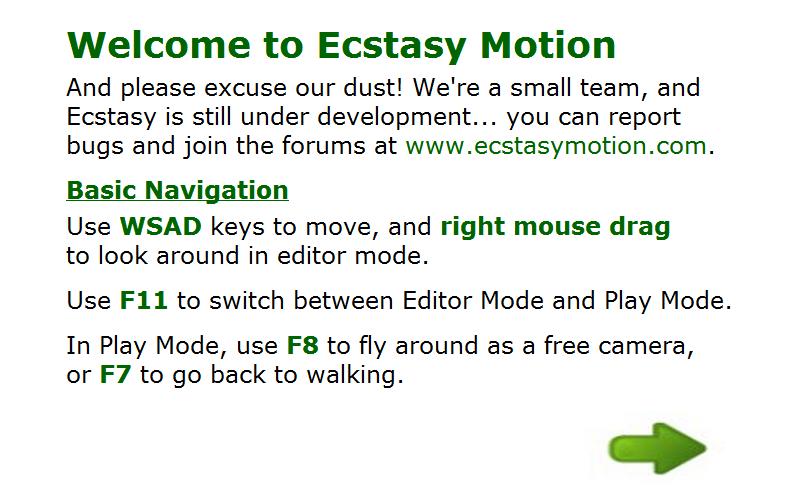 Welcome to Ecstasy Motion
And please excuse our dust! We're a small team, and
Ecstasy is still under development... you can report
bugs and join the forums at www.ecstasymotion.com.
Basic Navigation
Use WSAD keys to move, and right mouse drag
to look around in editor mode.
Use F11 to switch between Editor Mode and Play Mode.
In Play Mode, use F8 to fly around as a free camera,
or F7 to go back to walking.